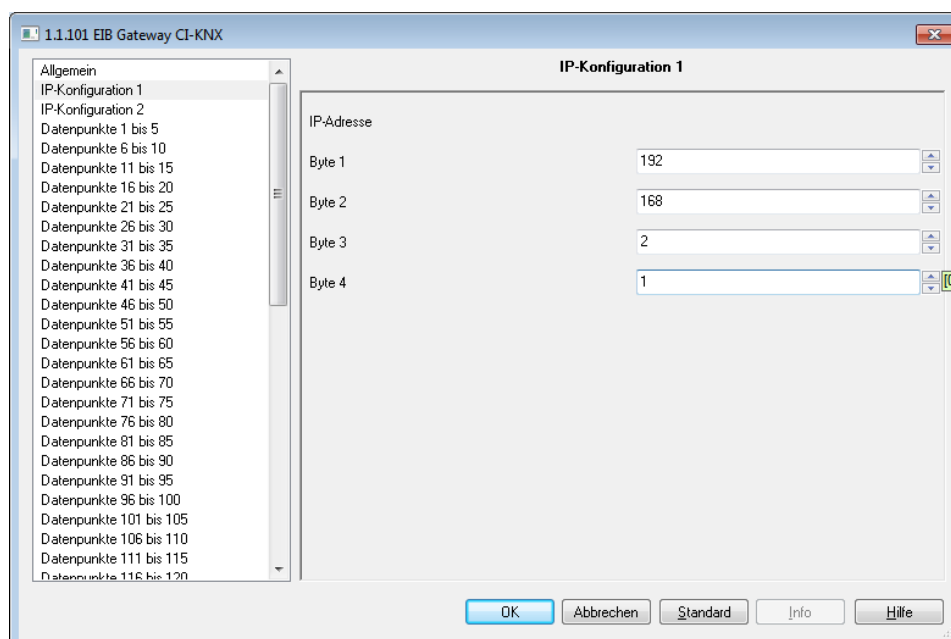 1.1.101 EIB Gateway CI-KNX
Allgemein
IP-Konfiguration 1
IP-Konfiguration 2
Datenpunkte 1 bis 5
Datenpunkte 6 bis 10
Datenpunkte 11 bis 15
Datenpunkte 16 bis 20
Datenpunkte 21 bis 25
Datenpunkte 26 bis 30
Datenpunkte 31 bis 35
Datenpunkte 36 bis 40
Datenpunkte 41 bis 45
Datenpunkte 46 bis 50
Datenpunkte 51 bis 55
Datenpunkte 56 bis 60
Datenpunkte 61 bis 65
Datenpunkte 66 bis 70
Datenpunkte 71 bis 75
Datenpunkte 76 bis 80
Datenpunkte 81 bis 85
Datenpunkte 86 bis 90
Datenpunkte 91 bis 95
Datenpunkte 96 bis 100
Datenpunkte 101 bis 105
Datenpunkte 106 bis 110
Datenpunkte 111 bis 115
Datenpunkte 116 bis 120
IP-Konfiguration 1
IP-Adresse
Byte 1 192
Byte 2 168
Byte 3 2
Byte 4 1
OK Abbrechen Standard Info Hilfe